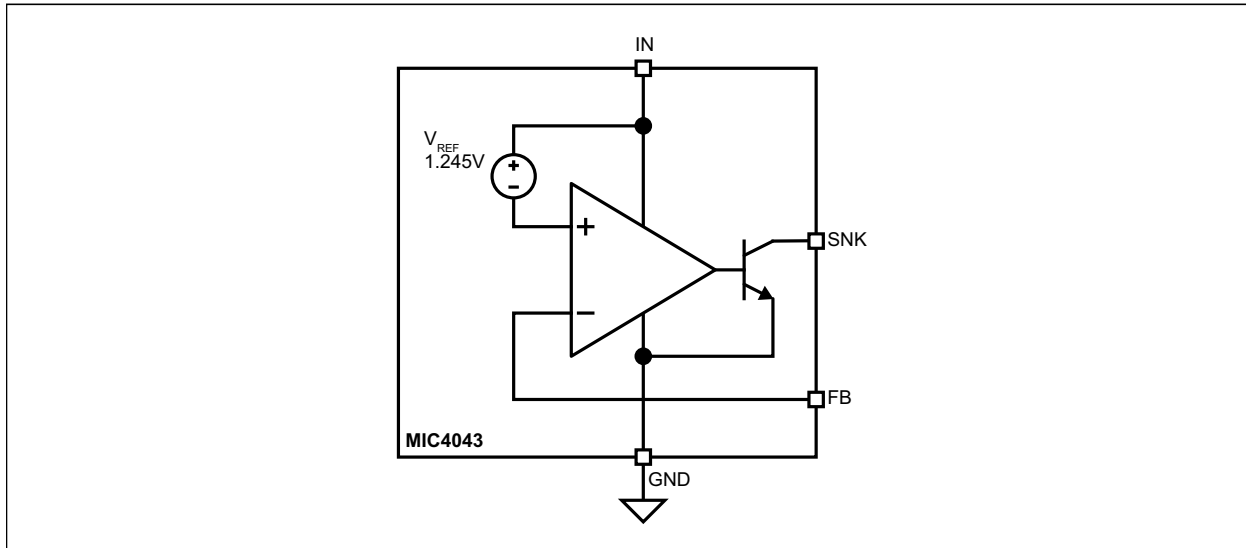 IN
VREF
1.245V
+
−
+
−
SNK
FB
MIC4043
GND